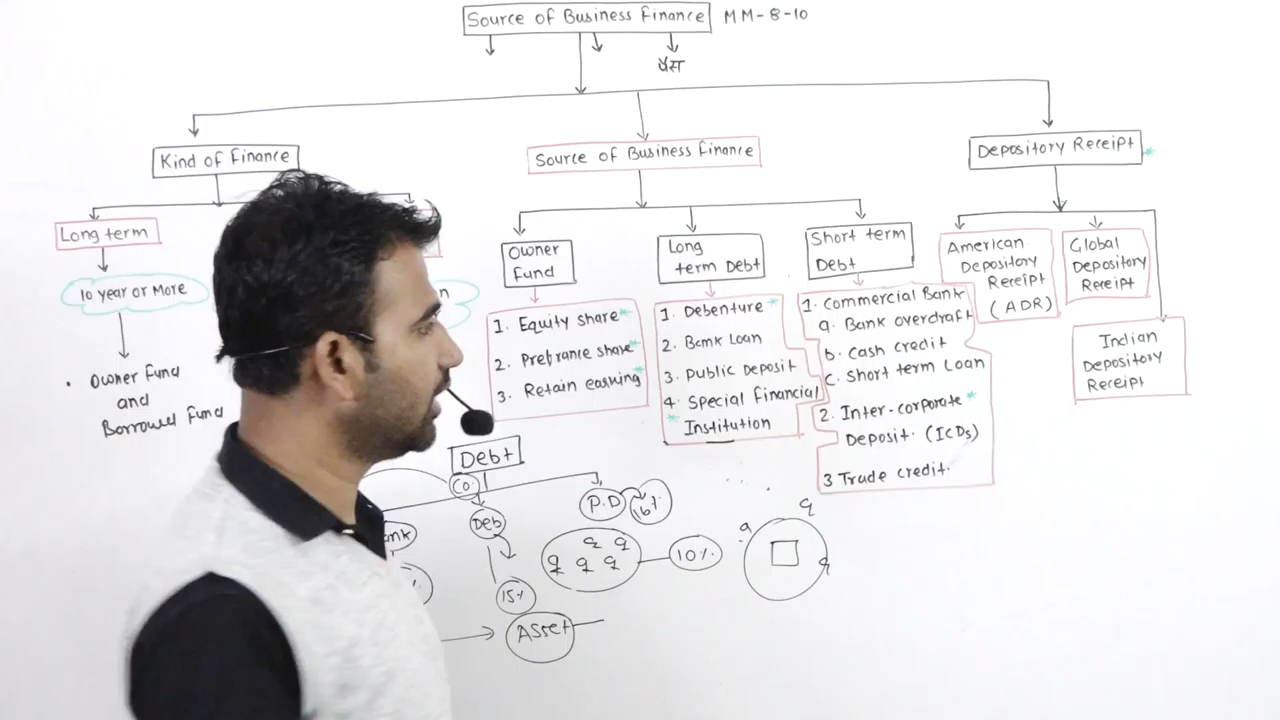 Source of Business Finance MM-8-10
पैसा
Kind of Finance
Source of Business Finance
Depository Receipt *
Long term
10 year or More
• Owner Fund
and
Borrowed Fund
n
Owner
Fund
1. Equity share *
2. Prefrance share *
3. Retain earning *
Long
term Debt
1. Debenture *
2. Bank Loan
3. Public Deposit
4. Special Financial
* Institution
Short term
Debt
1. Commercial Bank
a. Bank overdraft
b. Cash credit
c. Short term Loan
2. Inter-corporate *
Deposit. (ICDs)
3 Trade credit.
American
Depository
Receipt
(ADR)
Global
Depository
Receipt
Indian
Depository
Receipt
Debt
Deb
15%
P.D
16%
10%
Asset